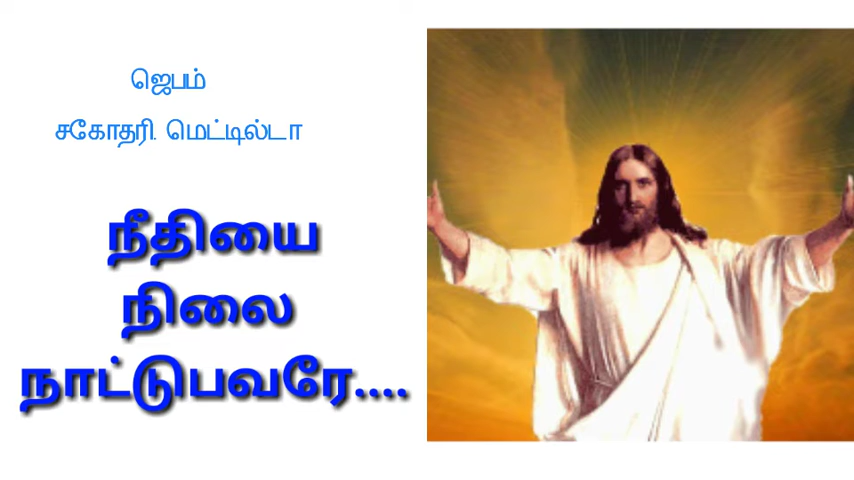 ஜெபம்
சகோதரி. மெட்டில்டா
நீதியை
நிலை
நாட்டுபவரே....